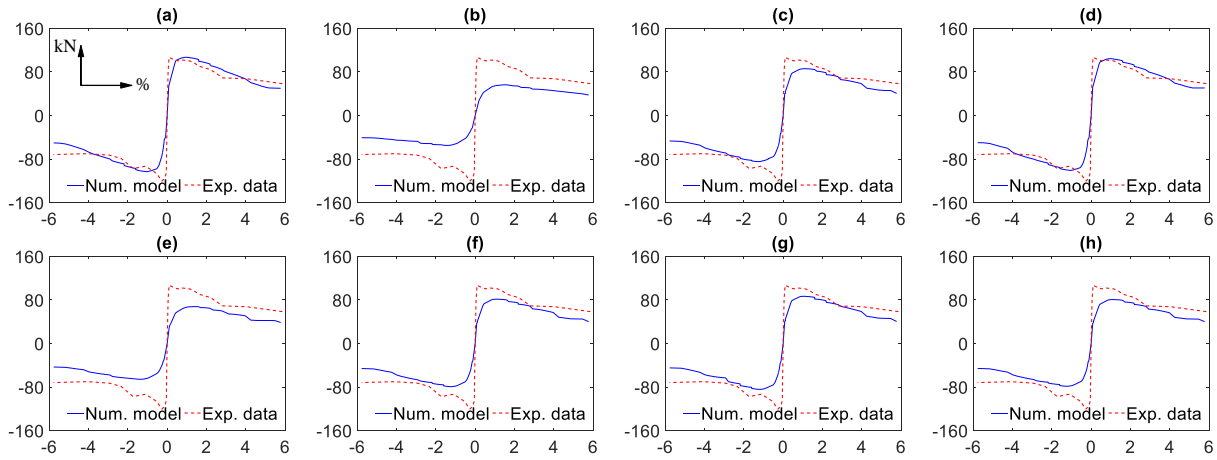 (a) (b) (c) (d)
160 160 160 160
kN
80 80 80 80
%
0 0 0 0
-80 -80 -80 -80
Num. model Exp. data Num. model Exp. data Num. model Exp. data Num. model Exp. data
-160 -160 -160 -160
-6 -4 -2 0 2 4 6 -6 -4 -2 0 2 4 6 -6 -4 -2 0 2 4 6 -6 -4 -2 0 2 4 6
(e) (f) (g) (h)
160 160 160 160
80 80 80 80
0 0 0 0
-80 -80 -80 -80
Num. model Exp. data Num. model Exp. data Num. model Exp. data Num. model Exp. data
-160 -160 -160 -160
-6 -4 -2 0 2 4 6 -6 -4 -2 0 2 4 6 -6 -4 -2 0 2 4 6 -6 -4 -2 0 2 4 6